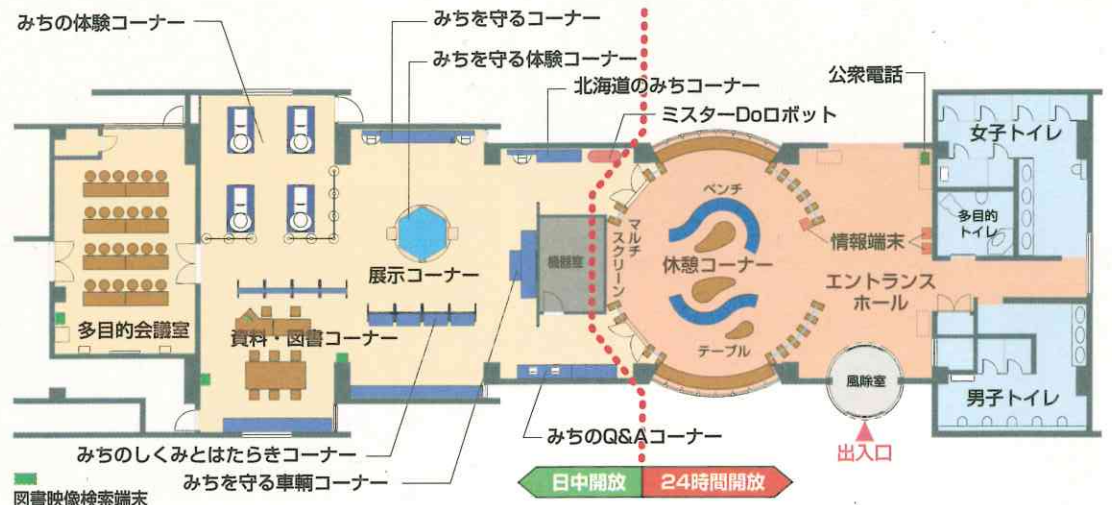 みちの体験コーナー
みちを守るコーナー
みちを守る体験コーナー
北海道のみちコーナー
ミスターDoロボット
公衆電話
女子トイレ
多目的
トイレ
ベンチ
マルチ
スクリーン
休憩コーナー
情報端末
エントランス
ホール
機器室
展示コーナー
多目的会議室
資料・図書コーナー
テーブル
風除室
男子トイレ
出入口
みちのQ&Aコーナー
みちのしくみとはたらきコーナー
みちを守る車輌コーナー
日中開放
24時間開放
図書映像検索端末